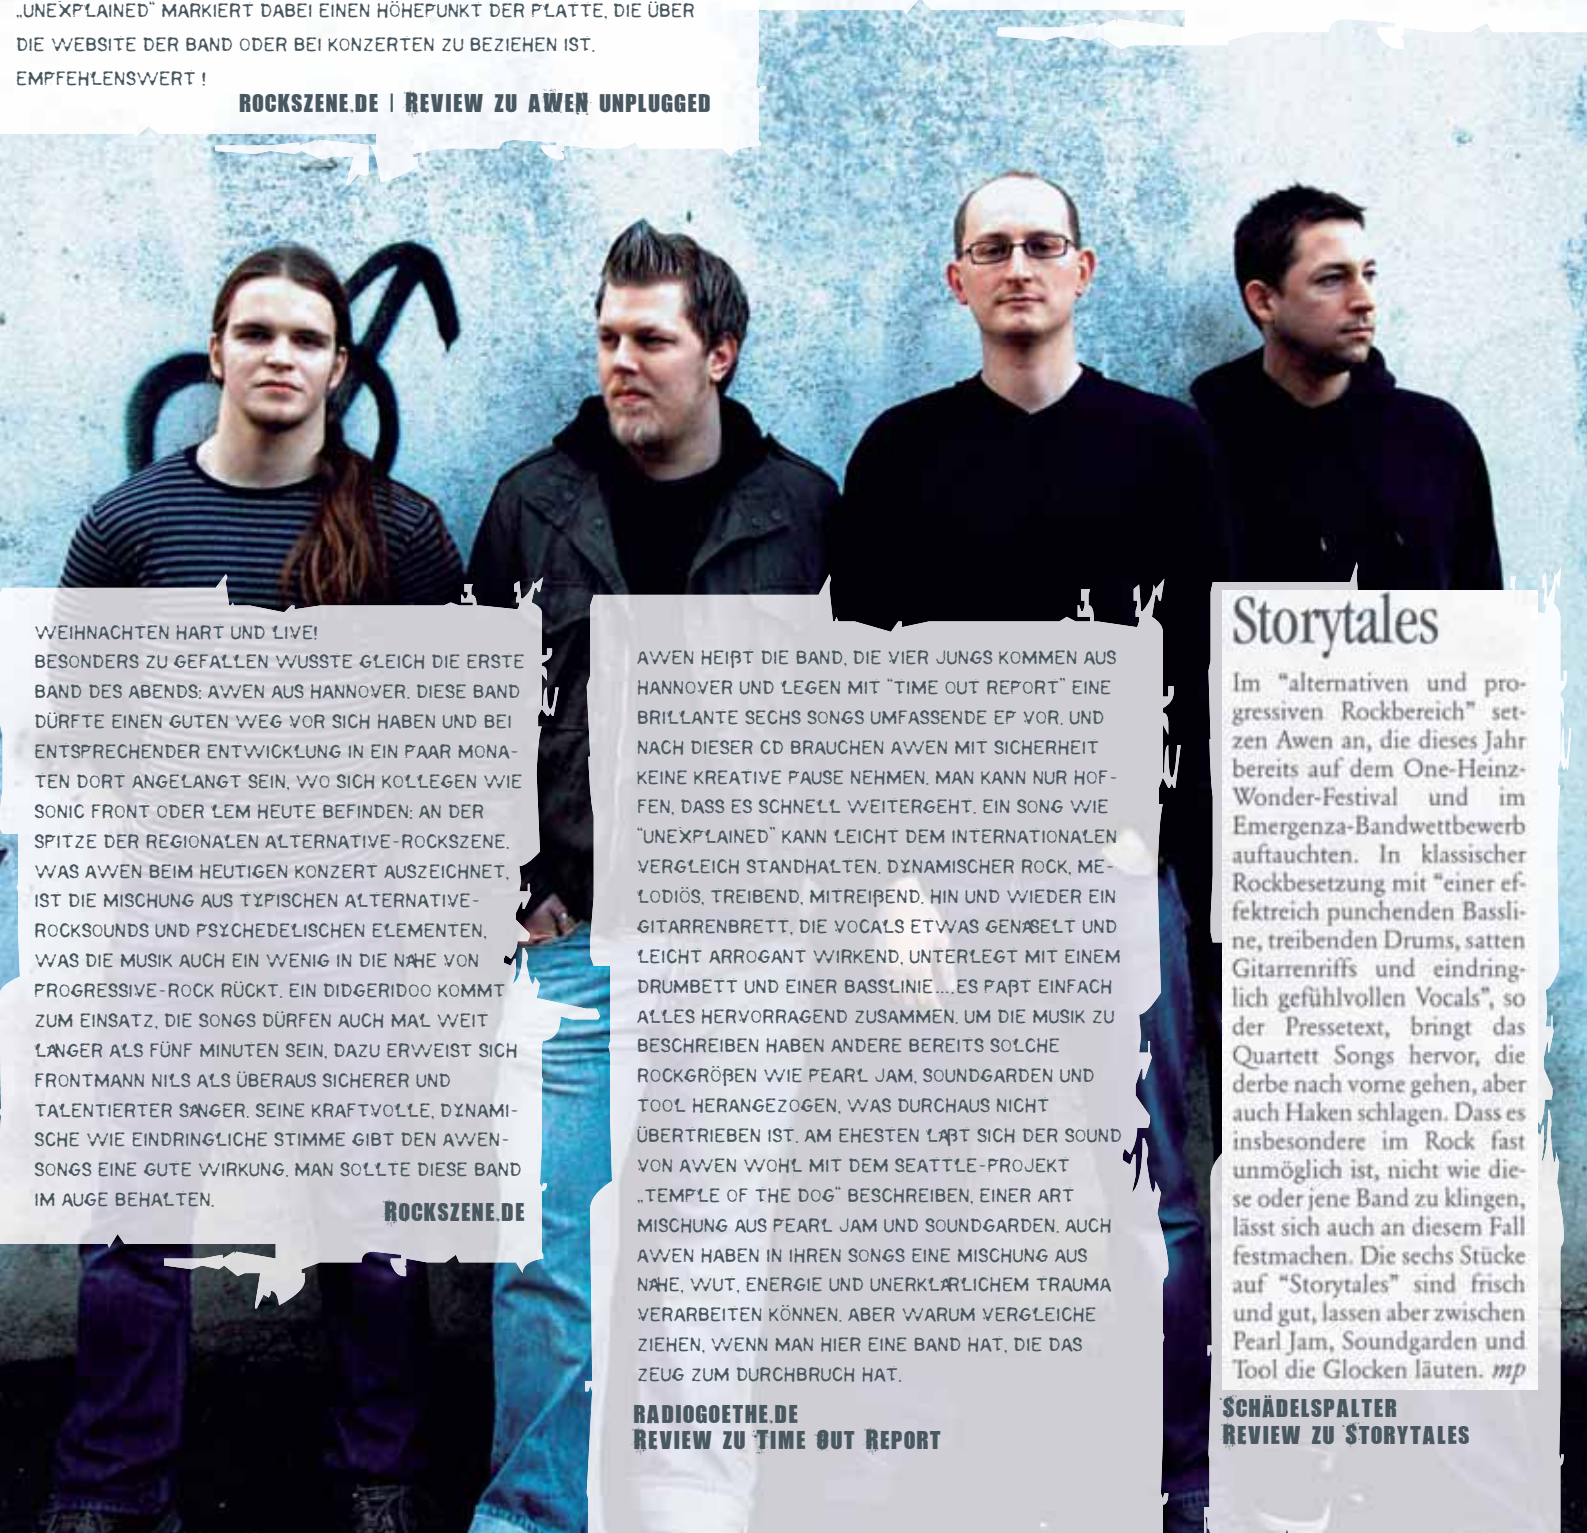 „UNEXPLAINED“ MARKIERT DABEI EINEN HÖHEPUNKT DER PLATTE, DIE ÜBER
DIE WEBSITE DER BAND ODER BEI KONZERTEN ZU BEZIEHEN IST.
EMPFEHLENSWERT !
ROCKSZENE.DE | REVIEW ZU AWEN UNPLUGGED
WEIHNACHTEN HART UND LIVE!
BESONDERS ZU GEFALLEN WUSSTE GLEICH DIE ERSTE
BAND DES ABENDS: AWEN AUS HANNOVER. DIESE BAND
DÜRFTE EINEN GUTEN WEG VOR SICH HABEN UND BEI
ENTSPRECHENDER ENTWICKLUNG IN EIN PAAR MONA-
TEN DORT ANGELANGT SEIN, WO SICH KOLLEGEN WIE
SONIC FRONT ODER LEM HEUTE BEFINDEN: AN DER
SPITZE DER REGIONALEN ALTERNATIVE-ROCKSZENE.
WAS AWEN BEIM HEUTIGEN KONZERT AUSZEICHNET,
IST DIE MISCHUNG AUS TYPISCHEN ALTERNATIVE-
ROCKSOUNDS UND PSYCHEDELISCHEN ELEMENTEN,
WAS DIE MUSIK AUCH EIN WENIG IN DIE NÄHE VON
PROGRESSIVE-ROCK RÜCKT. EIN DIDGERIDOO KOMMT
ZUM EINSATZ, DIE SONGS DÜRFEN AUCH MAL WEIT
LÄNGER ALS FÜNF MINUTEN SEIN, DAZU ERWEIST SICH
FRONTMANN NILS ALS ÜBERAUS SICHERER UND
TALENTIERTER SÄNGER. SEINE KRAFTVOLLE, DYNAMI-
SCHE WIE EINDRINGLICHE STIMME GIBT DEN AWEN-
SONGS EINE GUTE WIRKUNG. MAN SOLLTE DIESE BAND
IM AUGE BEHALTEN.
ROCKSZENE.DE
AWEN HEIßT DIE BAND, DIE VIER JUNGS KOMMEN AUS
HANNOVER UND LEGEN MIT "TIME OUT REPORT" EINE
BRILLANTE SECHS SONGS UMFASSENDE EP VOR. UND
NACH DIESER CD BRAUCHEN AWEN MIT SICHERHEIT
KEINE KREATIVE PAUSE NEHMEN. MAN KANN NUR HOF-
FEN, DASS ES SCHNELL WEITERGEHT. EIN SONG WIE
"UNEXPLAINED" KANN LEICHT DEM INTERNATIONALEN
VERGLEICH STANDHALTEN. DYNAMISCHER ROCK, ME-
LODIÖS, TREIBEND, MITREIßEND. HIN UND WIEDER EIN
GITARRENBRETT, DIE VOCALS ETWAS GENÄSELT UND
LEICHT ARROGANT WIRKEND, UNTERLEGT MIT EINEM
DRUMBETT UND EINER BASSLINIE....ES PAßT EINFACH
ALLES HERVORRAGEND ZUSAMMEN. UM DIE MUSIK ZU
BESCHREIBEN HABEN ANDERE BEREITS SOLCHE
ROCKGRÖßEN WIE PEARL JAM, SOUNDGARDEN UND
TOOL HERANGEZOGEN, WAS DURCHAUS NICHT
ÜBERTRIEBEN IST. AM EHESTEN LÄßT SICH DER SOUND
VON AWEN WOHL MIT DEM SEATTLE-PROJEKT
„TEMPLE OF THE DOG“ BESCHREIBEN, EINER ART
MISCHUNG AUS PEARL JAM UND SOUNDGARDEN. AUCH
AWEN HABEN IN IHREN SONGS EINE MISCHUNG AUS
NÄHE, WUT, ENERGIE UND UNERKLÄRLICHEM TRAUMA
VERARBEITEN KÖNNEN. ABER WARUM VERGLEICHE
ZIEHEN, WENN MAN HIER EINE BAND HAT, DIE DAS
ZEUG ZUM DURCHBRUCH HAT.
RADIOGOETHE.DE
REVIEW ZU TIME OUT REPORT
Storytales
Im "alternativen und pro-
gressiven Rockbereich" set-
zen Awen an, die dieses Jahr
bereits auf dem One-Heinz-
Wonder-Festival und im
Emergenza-Bandwettbewerb
auftauchten. In klassischer
Rockbesetzung mit "einer ef-
fektreich punchenden Bassli-
ne, treibenden Drums, satten
Gitarrenriffs und eindring-
lich gefühlvollen Vocals", so
der Pressetext, bringt das
Quartett Songs hervor, die
derbe nach vorne gehen, aber
auch Haken schlagen. Dass es
insbesondere im Rock fast
unmöglich ist, nicht wie die-
se oder jene Band zu klingen,
lässt sich auch an diesem Fall
festmachen. Die sechs Stücke
auf "Storytales" sind frisch
und gut, lassen aber zwischen
Pearl Jam, Soundgarden und
Tool die Glocken läuten. mp
SCHÄDELSPALTER
REVIEW ZU STORYTALES